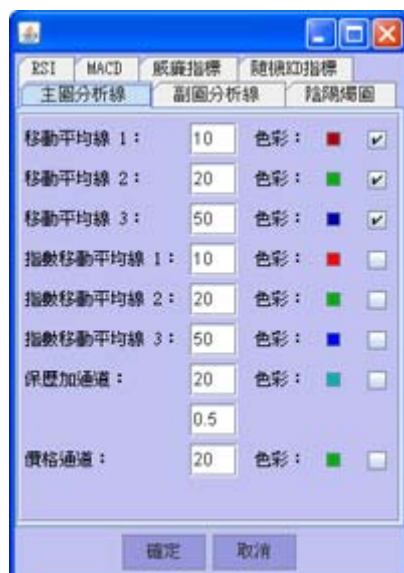 RSI MACD 威廉指標 隨機KD指標
主圖分析線 副圖分析線 陰陽燭圖
移動平均線 1： 10 色彩：
移動平均線 2： 20 色彩：
移動平均線 3： 50 色彩：
指數移動平均線 1： 10 色彩：
指數移動平均線 2： 20 色彩：
指數移動平均線 3： 50 色彩：
保歷加通道： 20 色彩：
0.5
價格通道： 20 色彩：
確定 取消